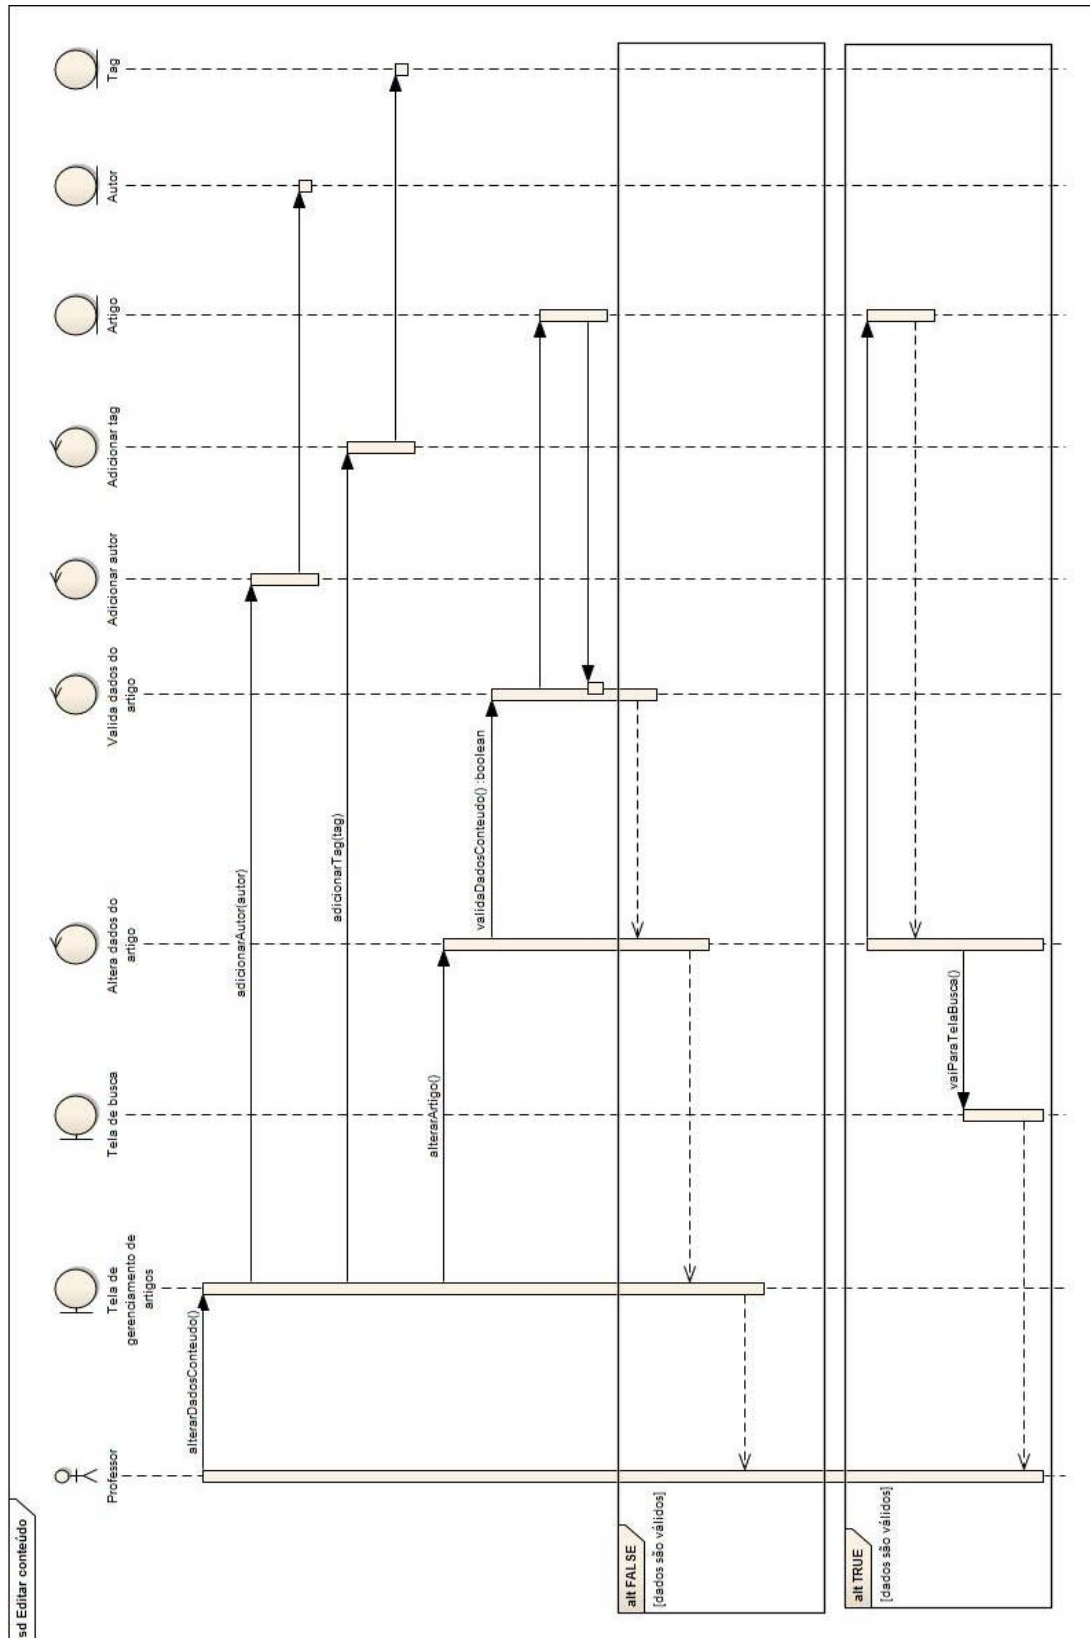 sd Editar conteúdo
Professor
Tela de
gerenciamento de
artigos
Tela de busca
Altera dados do
artigo
Valida dados do
artigo
Adicionar autor
Adicionar tag
Artigo
Autor
Tag
alterarDadosConteudo()
adicionarAutor(autor)
adicionarTag(tag)
alterarArtigo()
validaDadosConteudo() :boolean
alt FALSE
[dados são válidos]
alt TRUE
[dados são válidos]
vaiParaTelaBusca()